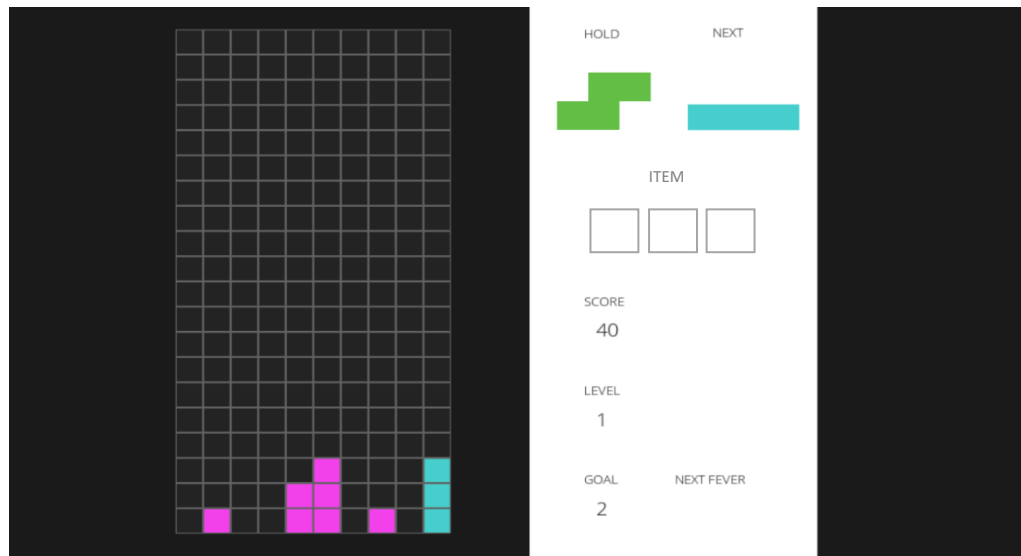 HOLD
NEXT
ITEM
SCORE
40
LEVEL
1
GOAL
NEXT FEVER
2